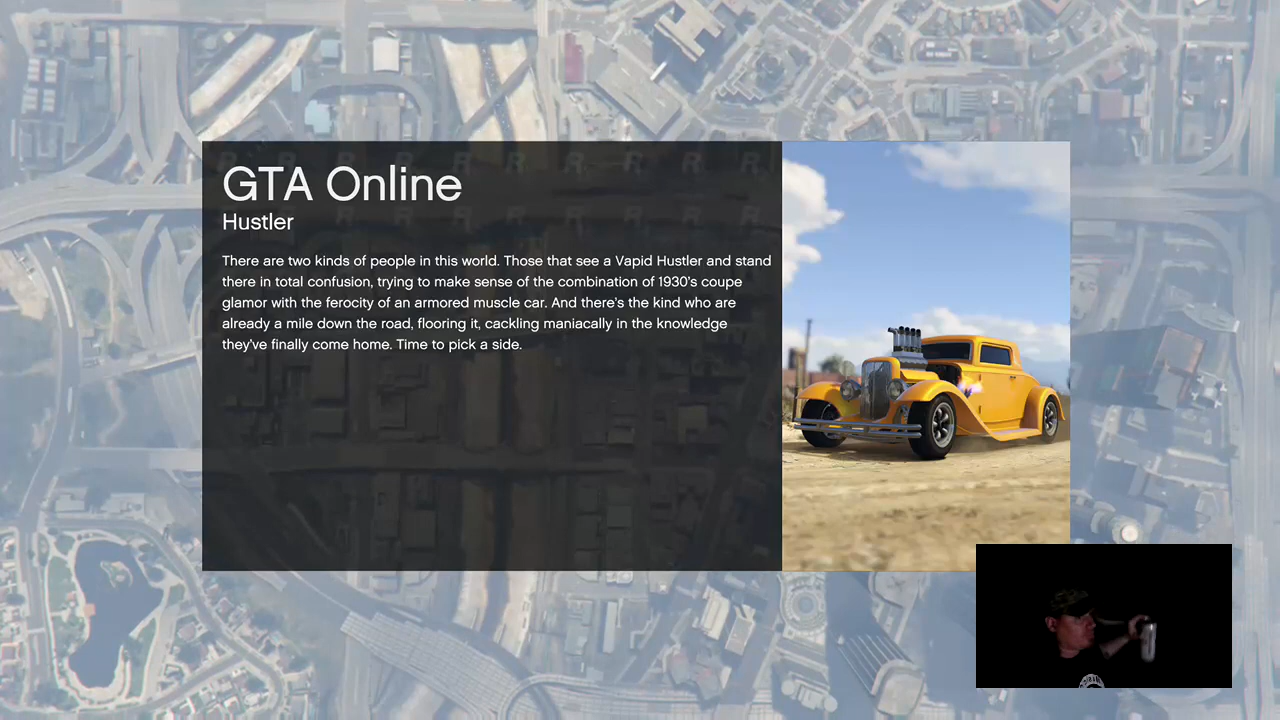 GTA Online
Hustler
There are two kinds of people in this world. Those that see a Vapid Hustler and stand
there in total confusion, trying to make sense of the combination of 1930's coupe
glamor with the ferocity of an armored muscle car. And there's the kind who are
already a mile down the road, flooring it, cackling maniacally in the knowledge
they've finally come home. Time to pick a side.